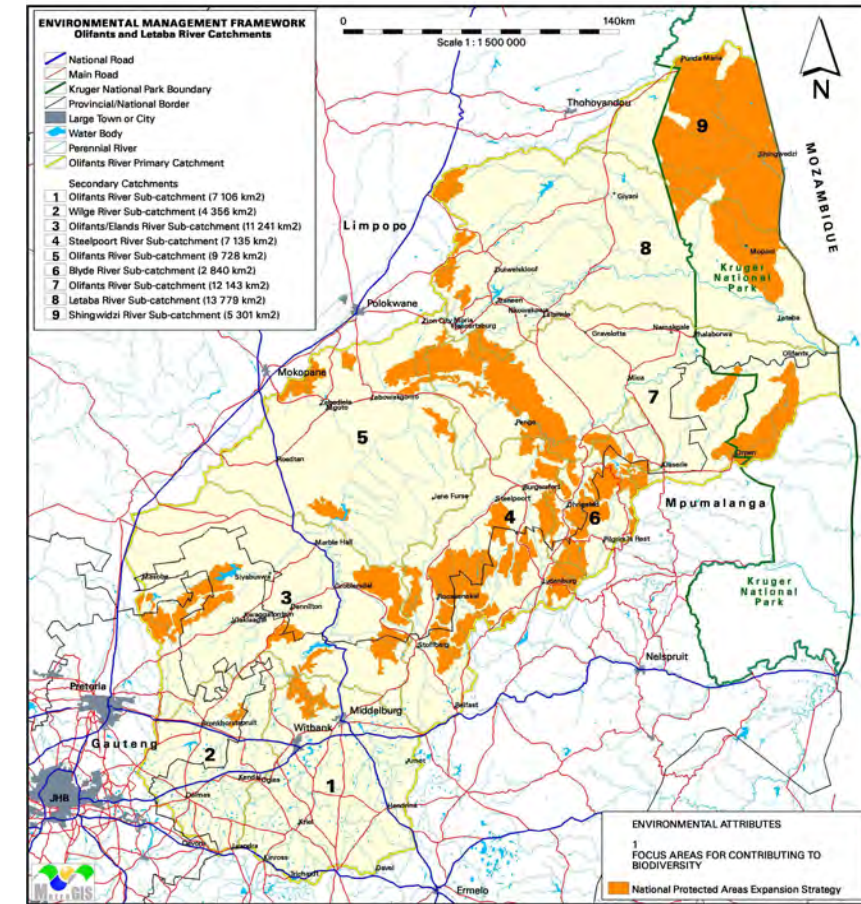 ENVIRONMENTAL MANAGEMENT FRAMEWORK
Olifants and Letaba River Catchments
National Road
Main Road
Kruger National Park Boundary
Provincial/National Border
Large Town or City
Water Body
Perennial River
Olifants River Primary Catchment
Secondary Catchments
1 Olifants River Sub-catchment (7 106 km2)
2 Wilge River Sub-catchment (4 356 km2)
3 Olifants/Elands River Sub-catchment (11 241 km2)
4 Steelpoort River Sub-catchment (7 135 km2)
5 Olifants River Sub-catchment (9 728 km2)
6 Blyde River Sub-catchment (2 840 km2)
7 Olifants River Sub-catchment (12 143 km2)
8 Letaba River Sub-catchment (13 779 km2)
9 Shingwidzi River Sub-catchment (5 301 km2)
0 140km
Scale 1 : 1 500 000
N
Punda Maria
Thohoyandou
9
MOZAMBIQUE
Shingwedzi
Giyani
Limpopo
8
Mopani
Duiwelskloof
Kruger
National
Park
Polokwane
Tzaneen
Nkowakowa
Letsitele
Letaba
Zion City Moria
Gravelotte
Namakgale
Phalaborwa
Olifants
Mokopane
Mica
Lebowakgomo
7
5
Penge
Roedtan
Orpen
Klaserie
Burgersfort
Jane Furse
Steelpoort
4
6
Mpumalanga
Marble Hall
Pilgrim's Rest
Siyabuswa
Groblersdal
Lydenburg
Kruger
National
Park
3
Dennilton
Kwaggafontein
Vlaklaagte
Roossenekal
Stoffberg
Nelspruit
Pretoria
Belfast
Middelburg
Bronkhorstspruit
Witbank
Gauteng
2
Arnot
1
Kendal
Ogies
JHB
Delmas
Hendrina
Kriel
Devon
Leandra
Kinross
Trichardt
Davel
Ermelo
MetroGIS
ENVIRONMENTAL ATTRIBUTES
1
FOCUS AREAS FOR CONTRIBUTING TO
BIODIVERSITY
National Protected Areas Expansion Strategy